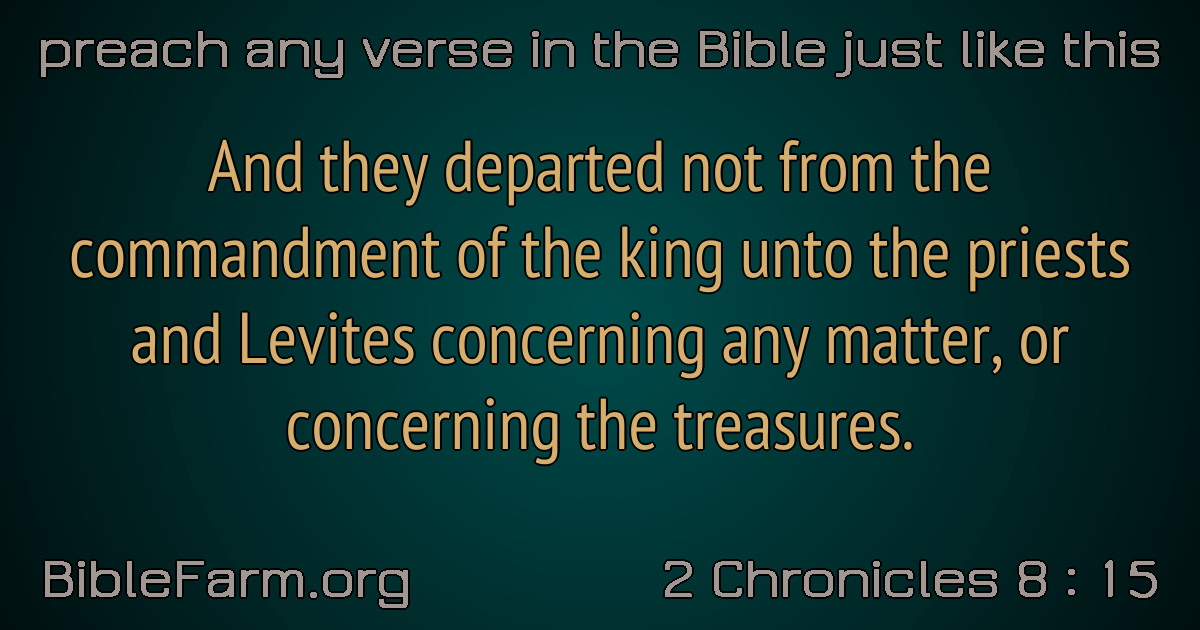 preach any verse in the Bible just like this
And they departed not from the
commandment of the king unto the priests
and Levites concerning any matter, or
concerning the treasures.
BibleFarm.org
2 Chronicles 8 : 15